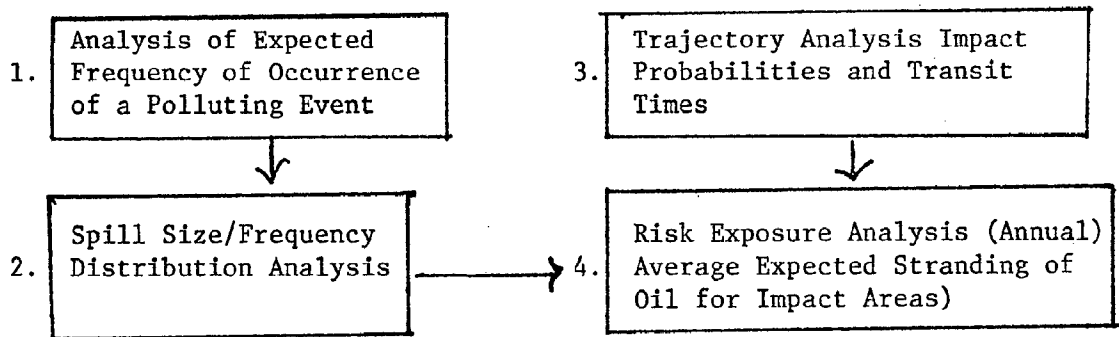 1. Analysis of Expected
Frequency of Occurrence
of a Polluting Event
2. Spill Size/Frequency
Distribution Analysis
3. Trajectory Analysis Impact
Probabilities and Transit
Times
4. Risk Exposure Analysis (Annual)
Average Expected Stranding of
Oil for Impact Areas)